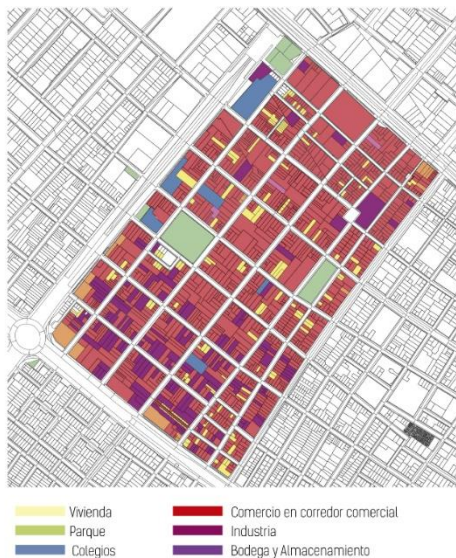 Vivienda
Parque
Colegios
Comercio en corredor comercial
Industria
Bodega y Almacenamiento